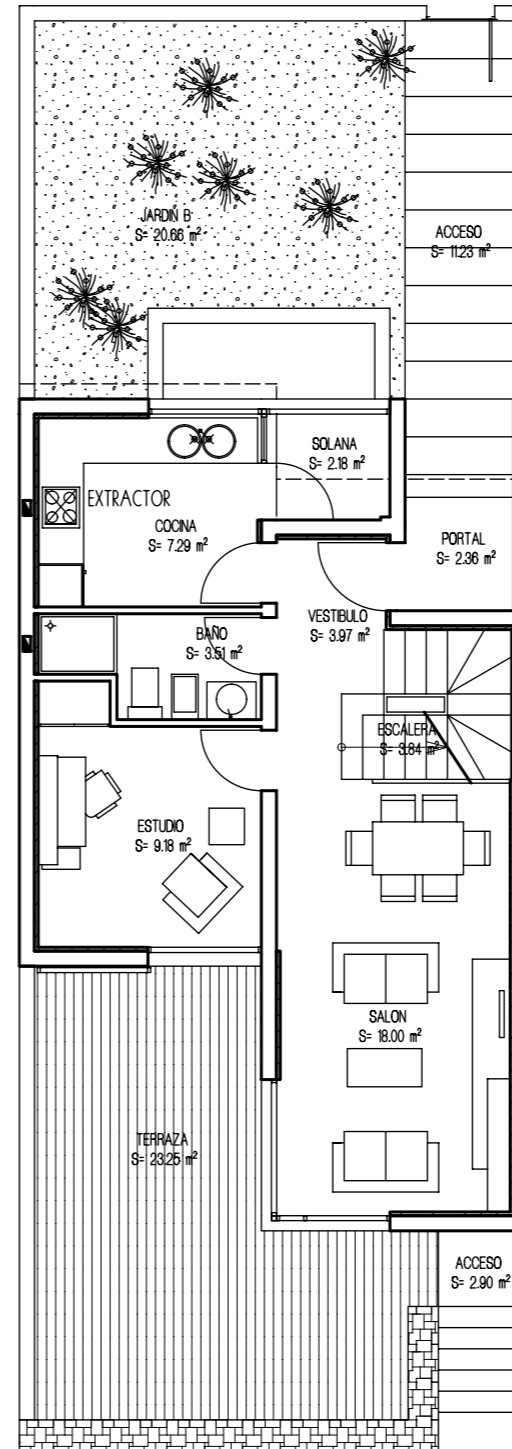 JARDIN B
S= 20.66 m²
ACCESO
S= 11.23 m²
SOLANA
S= 2.18 m²
EXTRACTOR
COCINA
S= 7.29 m²
PORTAL
S= 2.36 m²
VESTIBULO
S= 3.97 m²
BAÑO
S= 3.51 m²
ESCALERA
S= 3.84 m²
ESTUDIO
S= 9.18 m²
SALON
S= 18.00 m²
TERRAZA
S= 23.25 m²
ACCESO
S= 2.90 m²